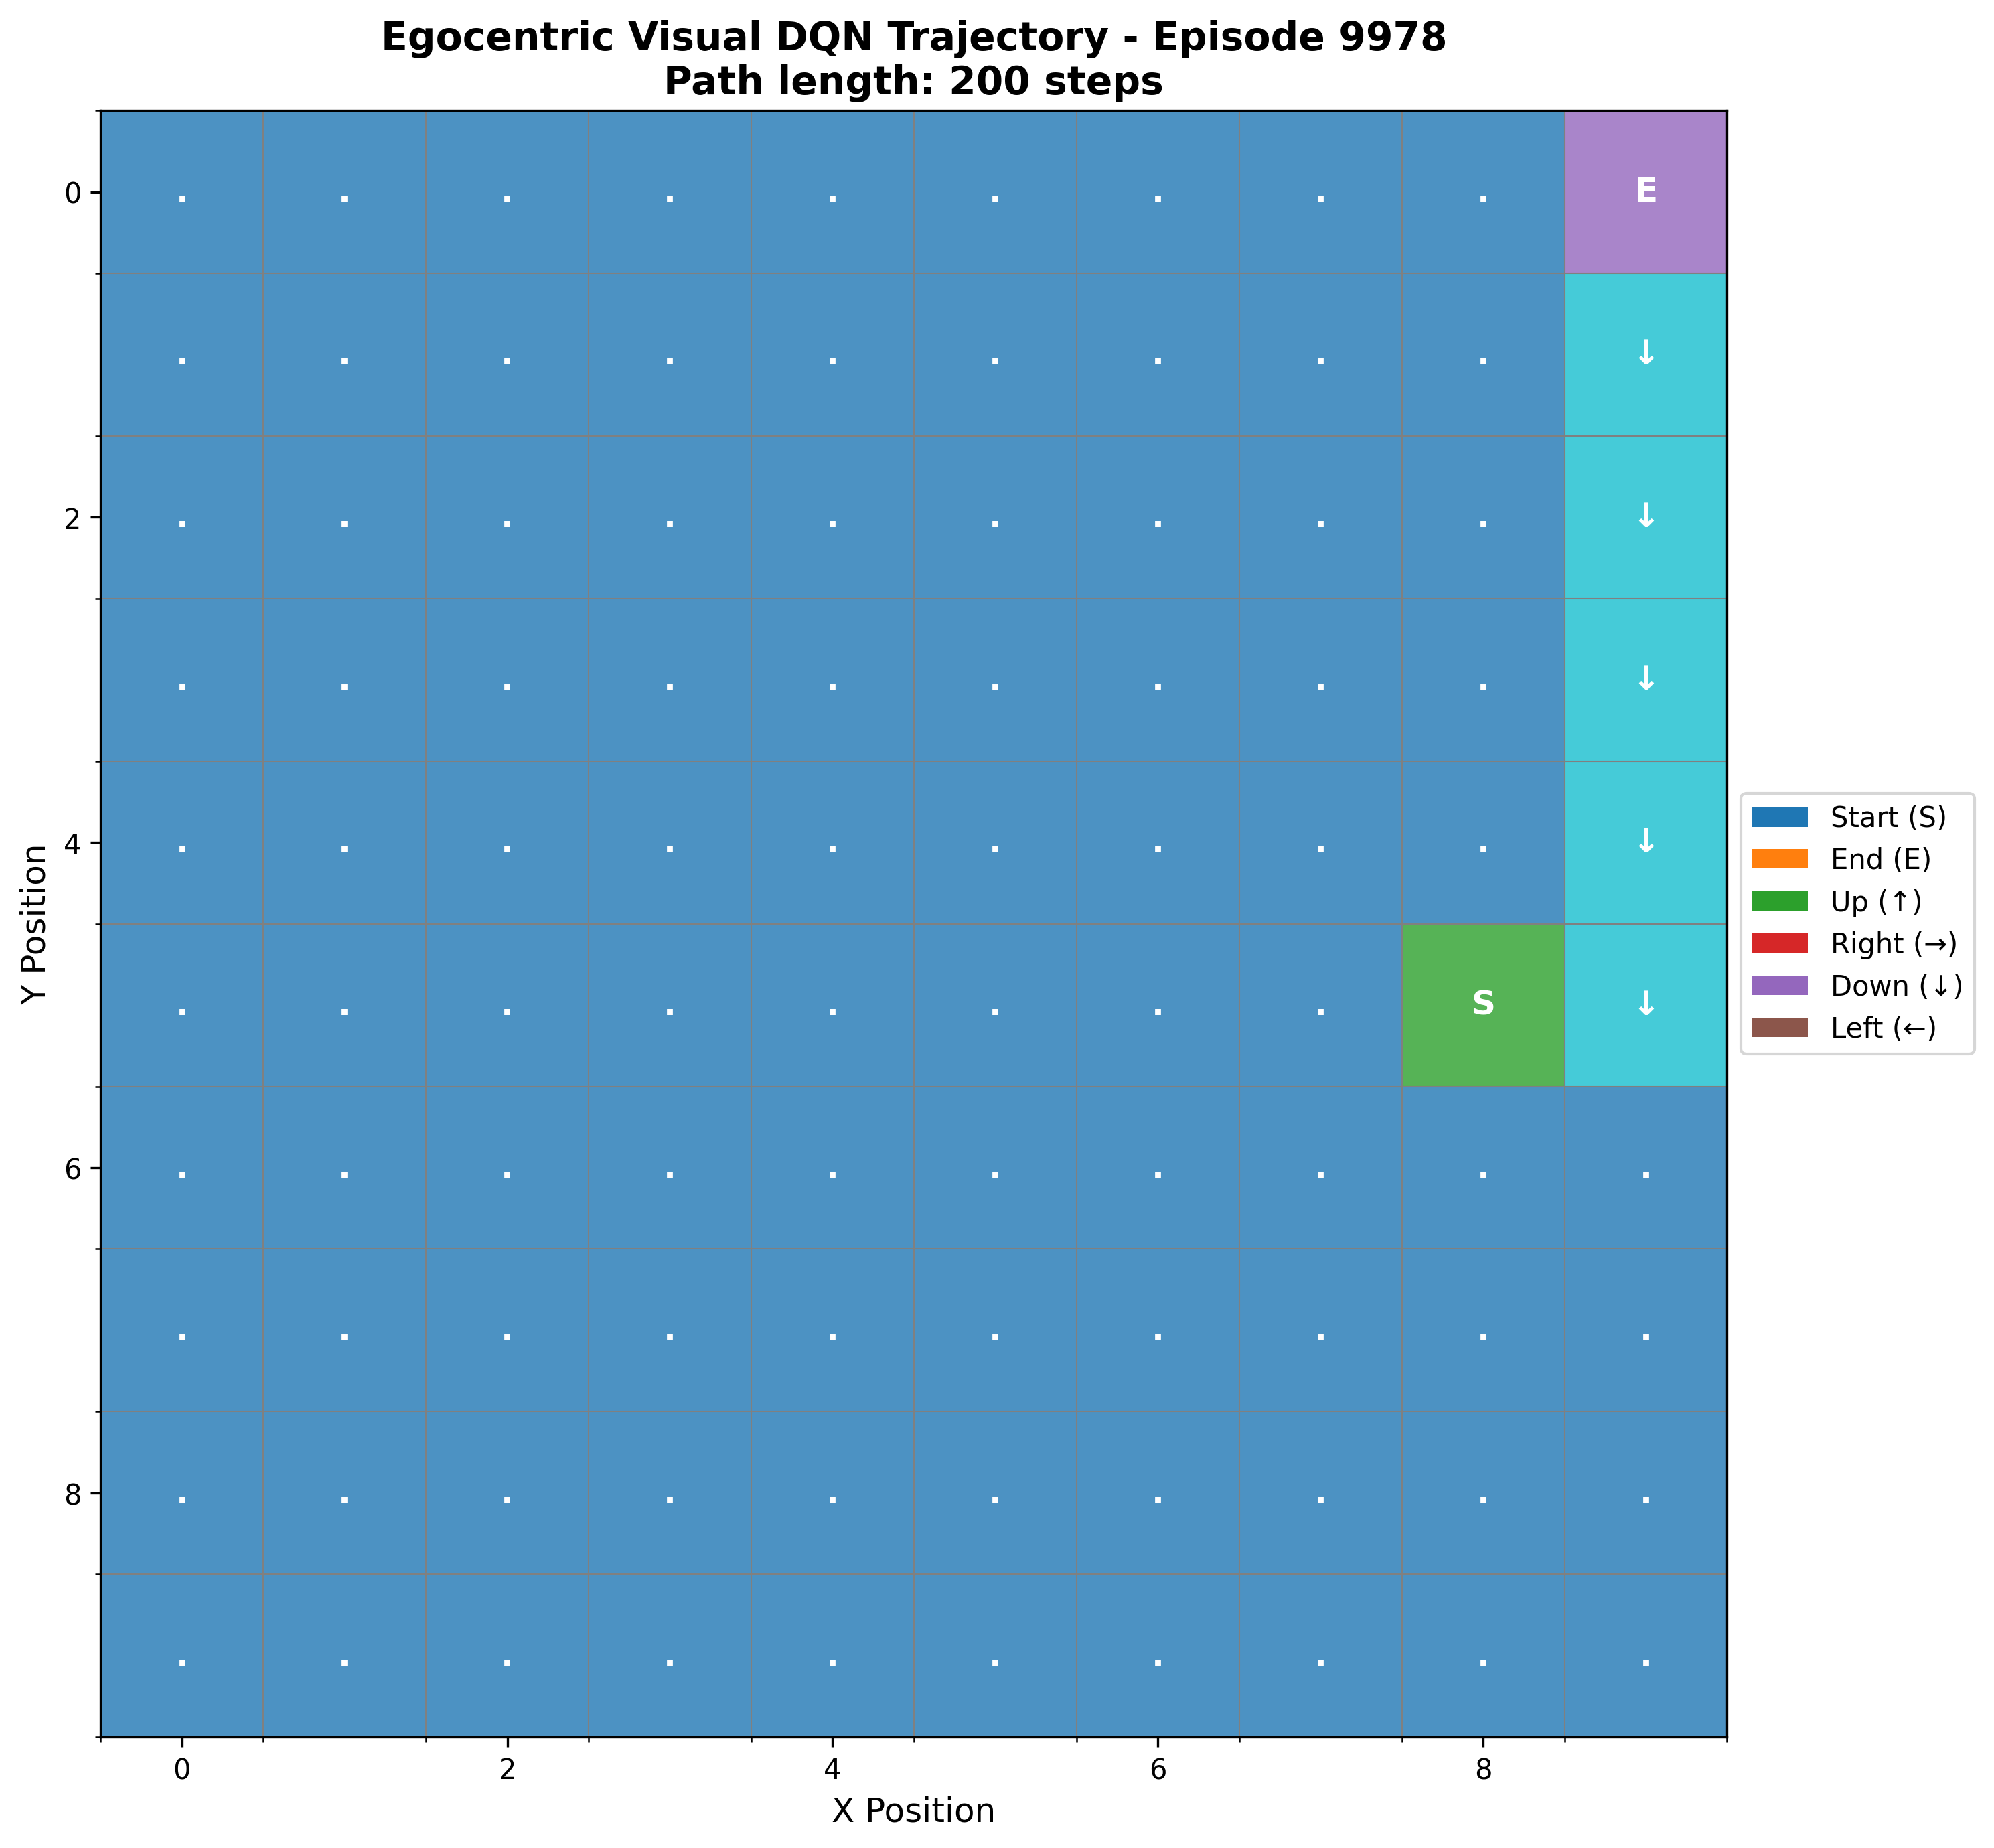 Egocentric Visual DQN Trajectory - Episode 9978
Path length: 200 steps
0
E
↓
2
↓
↓
4
↓
S
↓
6
8
Y Position
0
2
4
6
8
X Position
Start (S)
End (E)
Up (↑)
Right (→)
Down (↓)
Left (←)